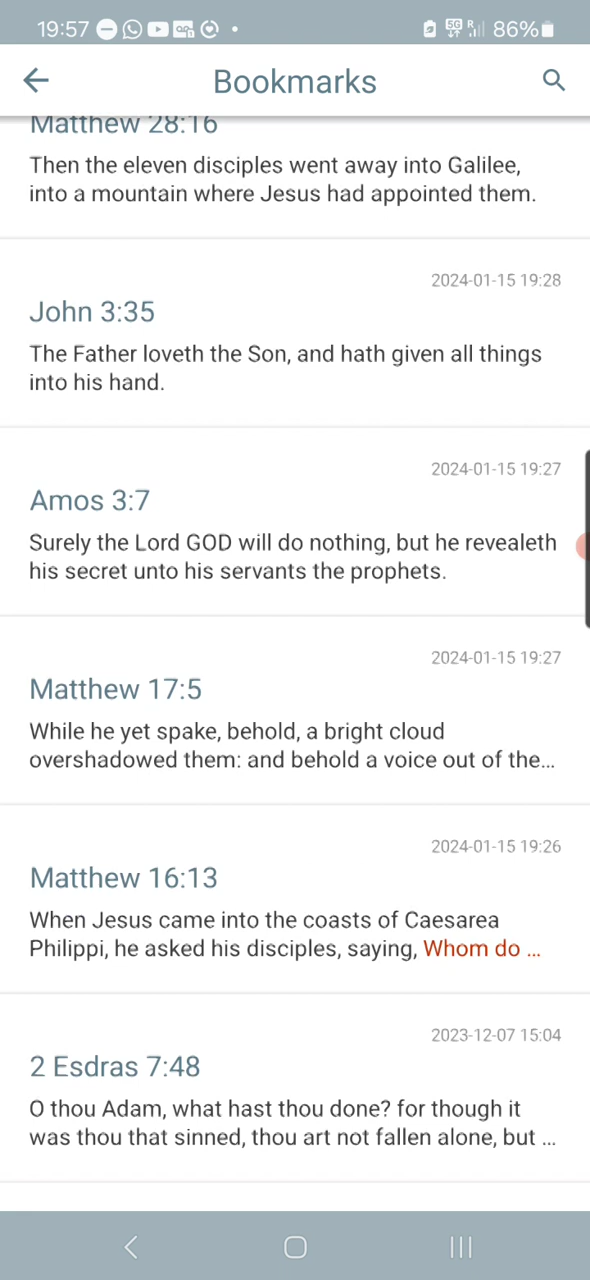 19:57
5G
R
86%
Bookmarks
Matthew 28:16
Then the eleven disciples went away into Galilee,
into a mountain where Jesus had appointed them.
2024-01-15 19:28
John 3:35
The Father loveth the Son, and hath given all things
into his hand.
2024-01-15 19:27
Amos 3:7
Surely the Lord GOD will do nothing, but he revealeth
his secret unto his servants the prophets.
2024-01-15 19:27
Matthew 17:5
While he yet spake, behold, a bright cloud
overshadowed them: and behold a voice out of the...
2024-01-15 19:26
Matthew 16:13
When Jesus came into the coasts of Caesarea
Philippi, he asked his disciples, saying, Whom do ...
2023-12-07 15:04
2 Esdras 7:48
O thou Adam, what hast thou done? for though it
was thou that sinned, thou art not fallen alone, but ...